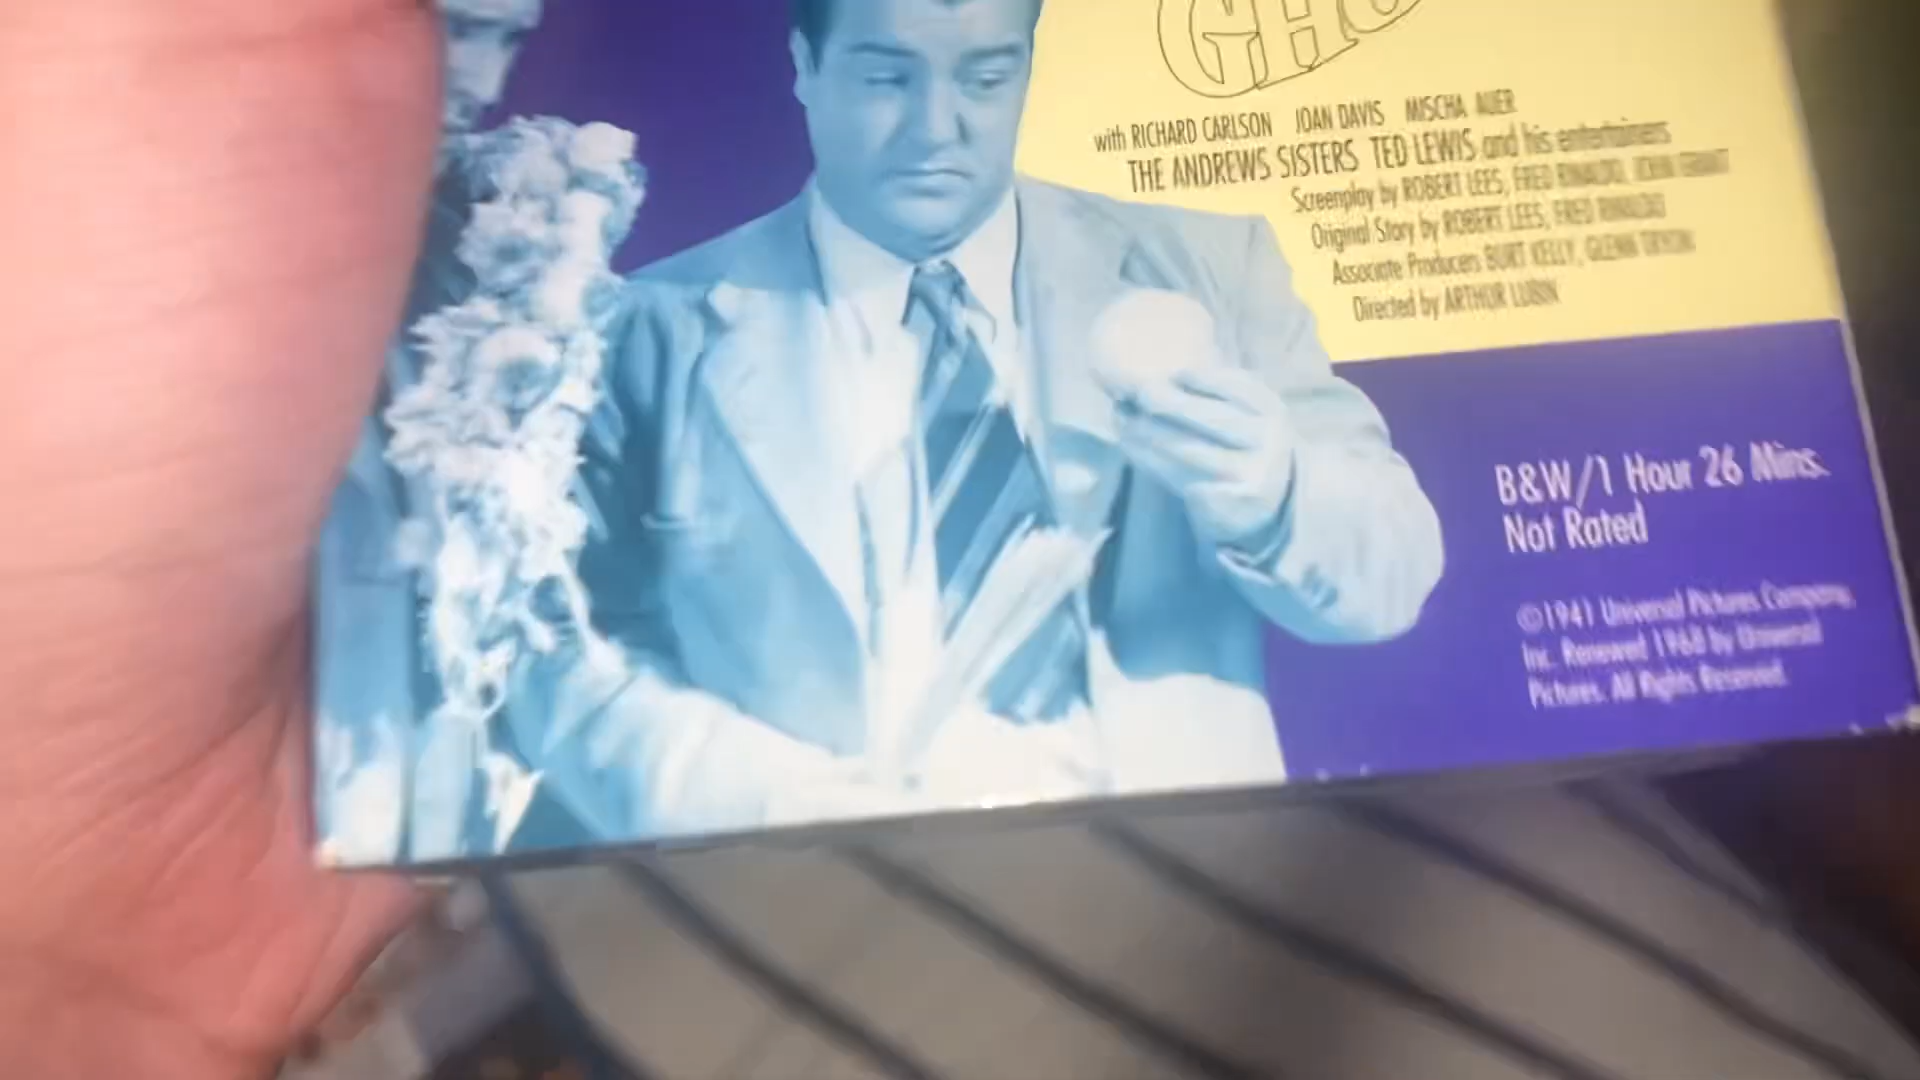 GHO
with RICHARD CARLSON JOAN DAVIS MISCHA AUER
THE ANDREWS SISTERS TED LEWIS and his entertainers
Screenplay by ROBERT LEES, FRED RINALDO, JOHN GRANT
Original Story by ROBERT LEES, FRED RINALDO
Associate Producers BURT KELLY, GLENN TRYON
Directed by ARTHUR LUBIN
B&W/1 Hour 26 Mins.
Not Rated
©1941 Universal Pictures Company,
Inc. Renewed 1968 by Universal
Pictures. All Rights Reserved.